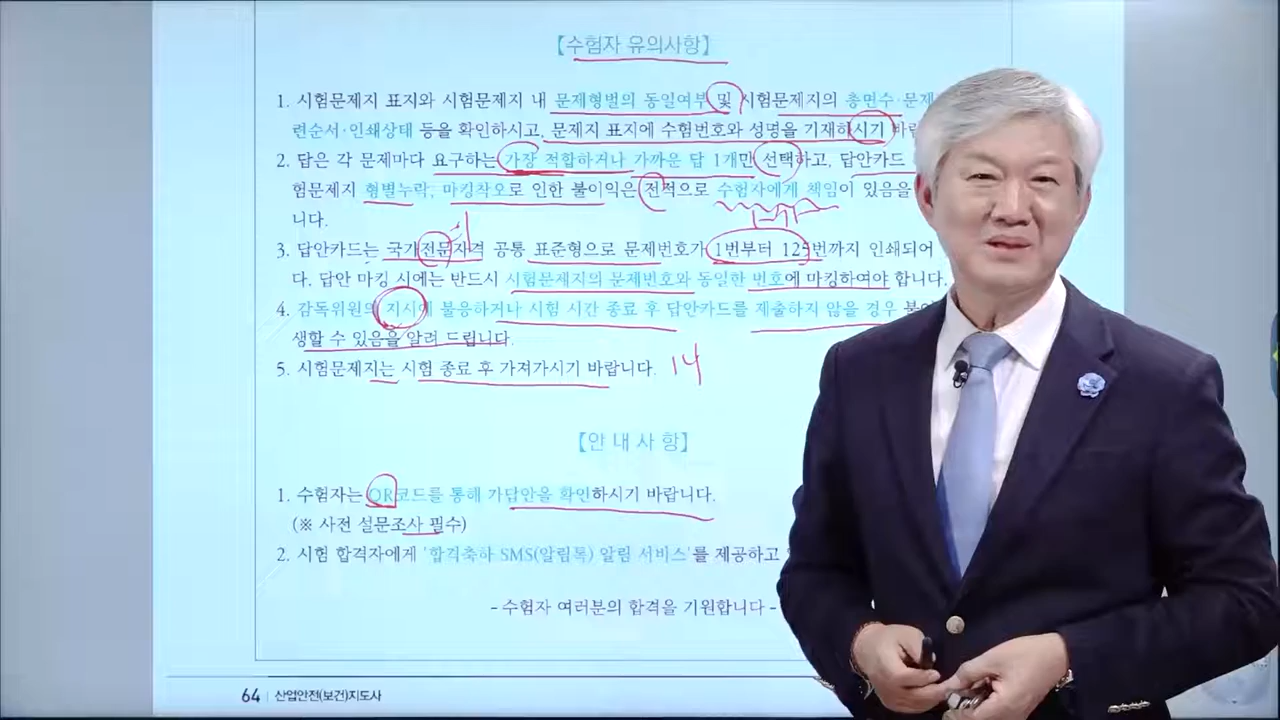 【수험자 유의사항】
1. 시험문제지 표지와 시험문제지 내 문제형별의 동일여부 및 시험문제지의 총면수·문제
련순서·인쇄상태 등을 확인하시고, 문제지 표지에 수험번호와 성명을 기재하시기 바
2. 답은 각 문제마다 요구하는 가장 적합하거나 가까운 답 1개만 선택하고, 답안카드
험문제지 형별누락, 마킹착오로 인한 불이익은 전적으로 수험자에게 책임이 있음을
니다.
3. 답안카드는 국가전문자격 공통 표준형으로 문제번호가 1번부터 125번까지 인쇄되어
다. 답안 마킹 시에는 반드시 시험문제지의 문제번호와 동일한 번호에 마킹하여야 합니다.
4. 감독위원의 지시에 불응하거나 시험 시간 종료 후 답안카드를 제출하지 않을 경우
생할 수 있음을 알려 드립니다.
5. 시험문제지는 시험 종료 후 가져가시기 바랍니다. 14
【안 내 사 항】
1. 수험자는 QR코드를 통해 가답안을 확인하시기 바랍니다.
(※ 사전 설문조사 필수)
2. 시험 합격자에게 '합격축하 SMS(알림톡) 알림 서비스'를 제공하고
- 수험자 여러분의 합격을 기원합니다 -
64 산업안전(보건)지도사